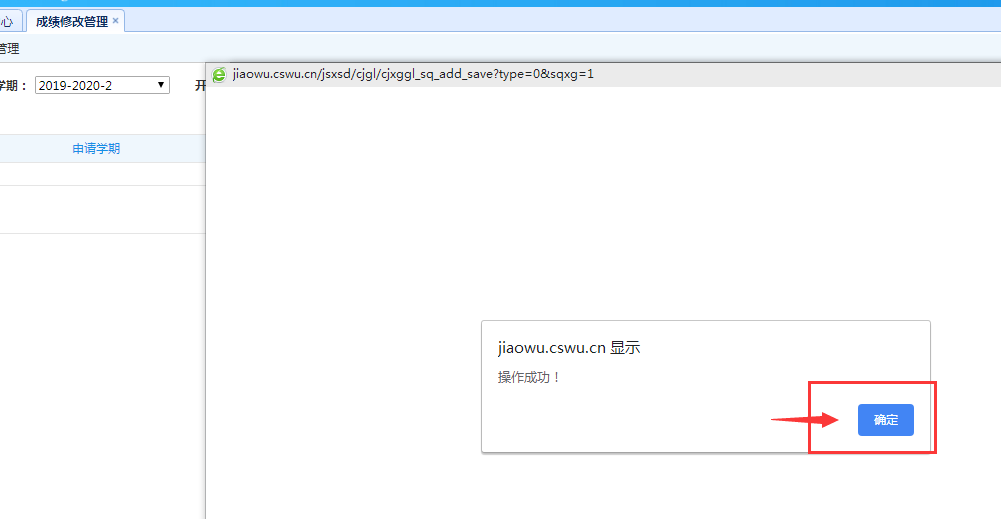 心 成绩修改管理 ×
管理
学期： 2019-2020-2 ▼ 开
jiaowu.cswu.cn/jsxsd/cjgl/cjxggl_sq_add_save?type=0&sqxg=1
申请学期
jiaowu.cswu.cn 显示
操作成功！
确定